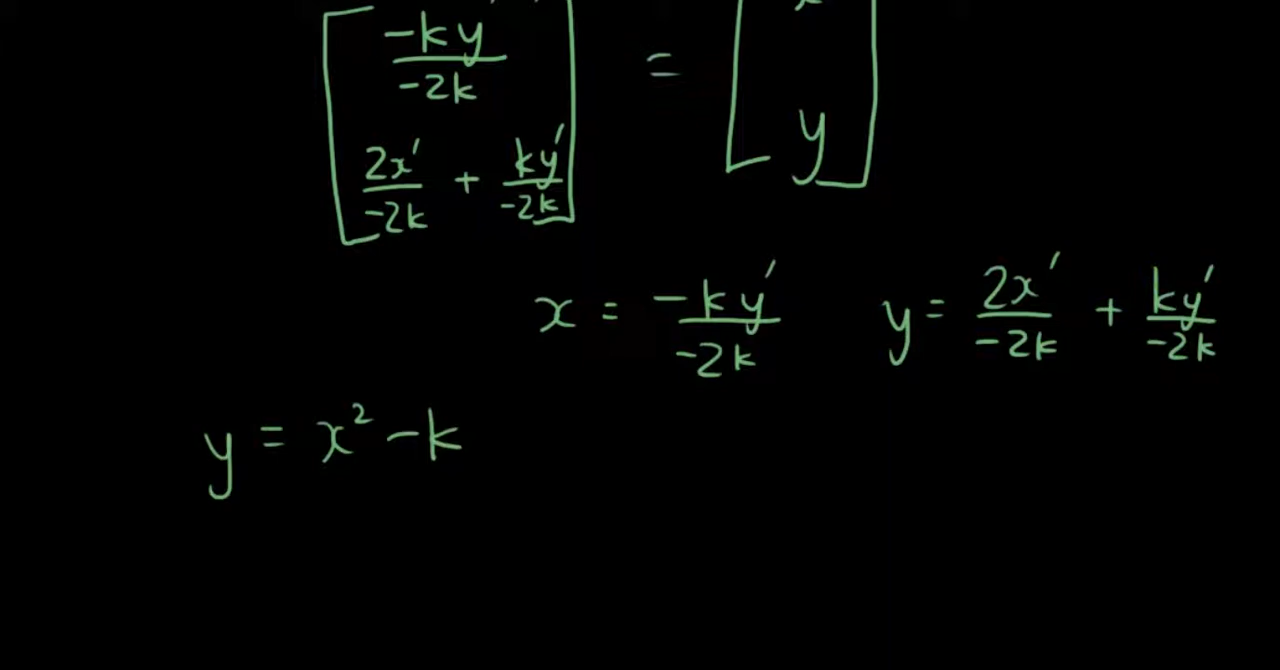 [ -ky' / -2k ] = [ x
[ 2x' / -2k + ky' / -2k ] y ]
x = -ky' / -2k y = 2x' / -2k + ky' / -2k
y = x² - k